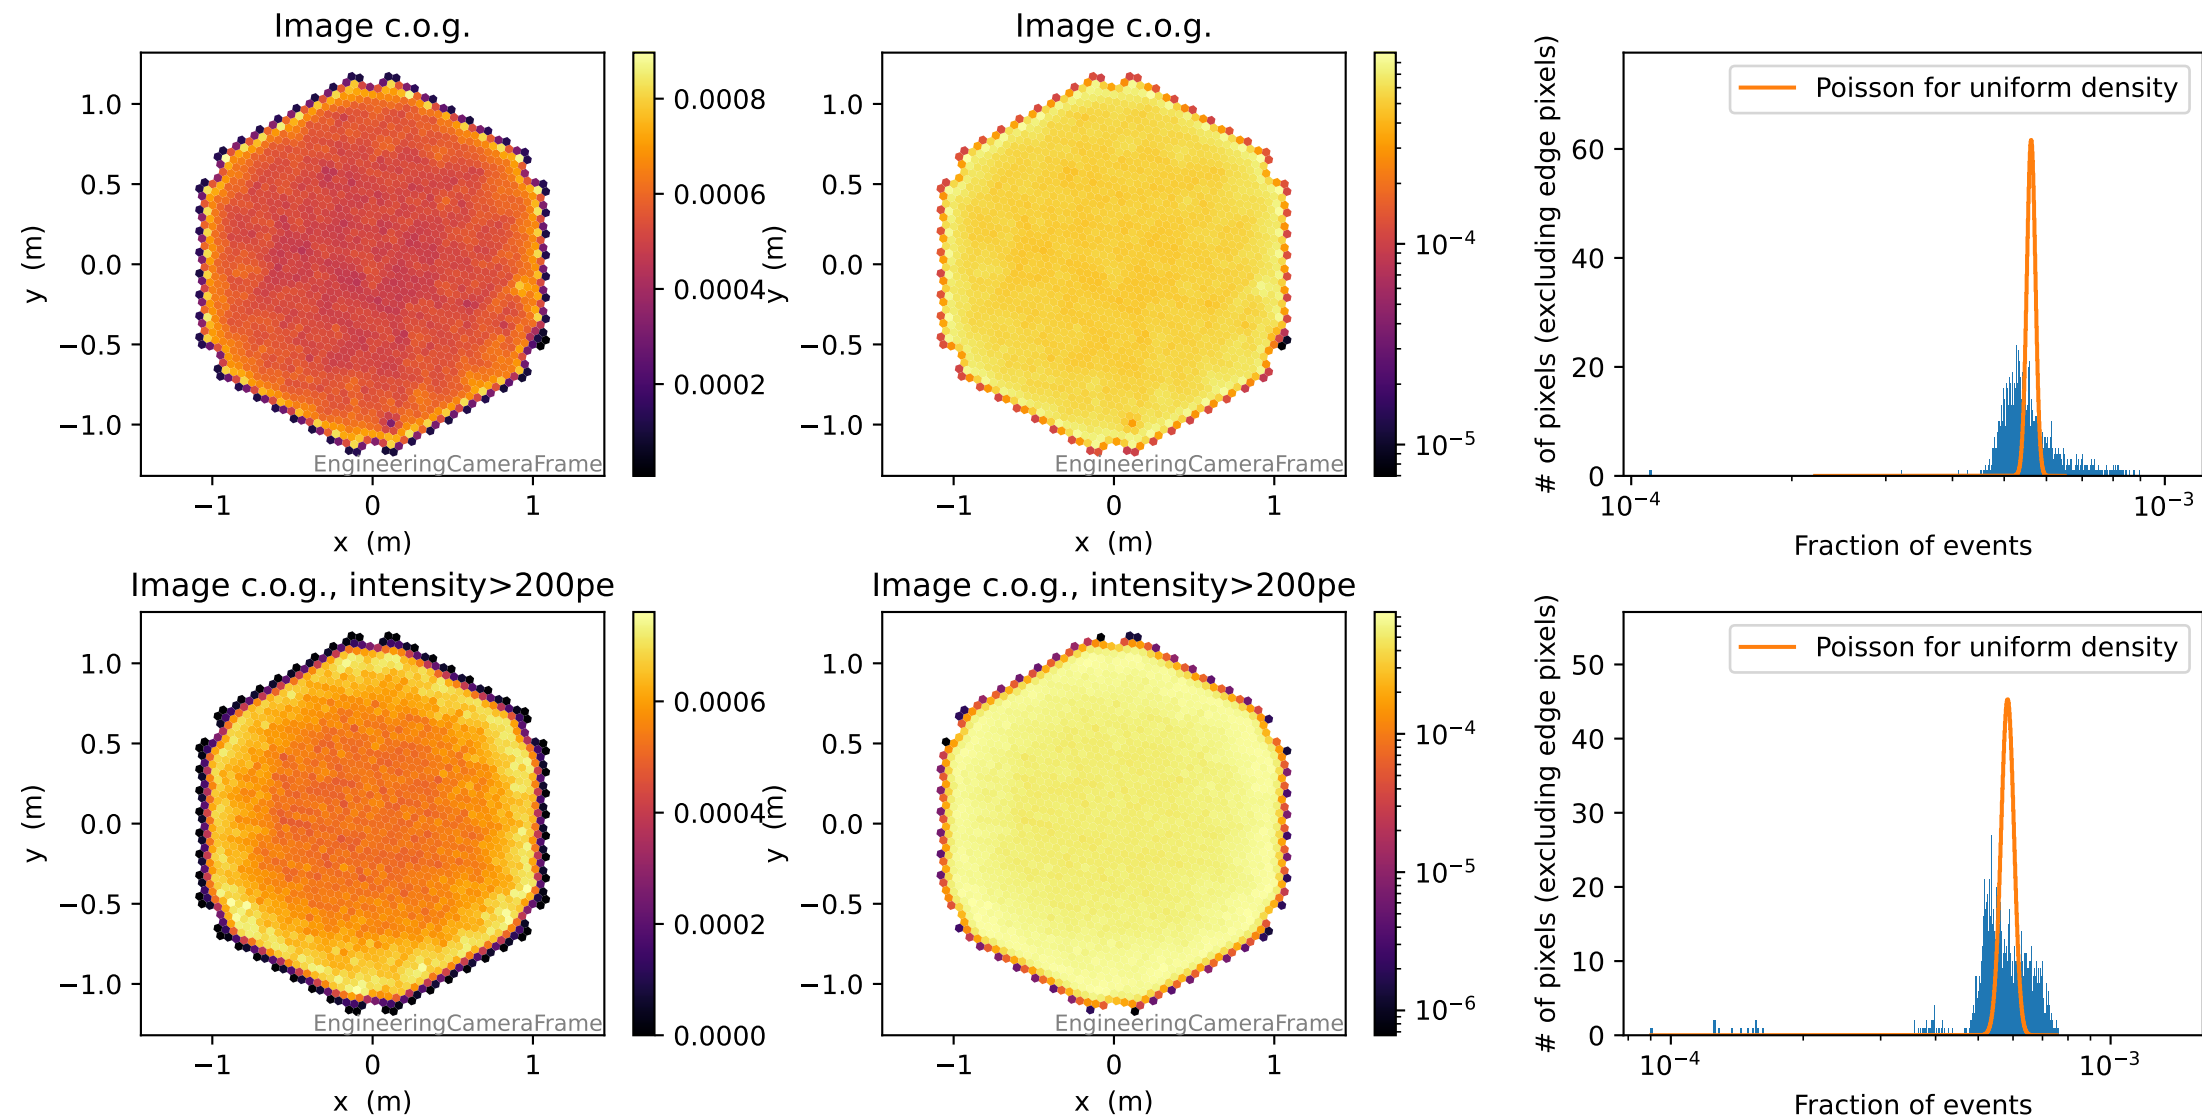 Image c.o.g.
y (m)
1.0
0.5
0.0
−0.5
−1.0
EngineeringCameraFrame
−1
0
1
x (m)
0.0008
0.0006
0.0004
0.0002
Image c.o.g.
y (m)
1.0
0.5
0.0
−0.5
−1.0
EngineeringCameraFrame
−1
0
1
x (m)
10⁻⁴
10⁻⁵
# of pixels (excluding edge pixels)
Poisson for uniform density
60
40
20
0
10⁻⁴
10⁻³
Fraction of events
Image c.o.g., intensity>200pe
y (m)
1.0
0.5
0.0
−0.5
−1.0
EngineeringCameraFrame
−1
0
1
x (m)
0.0006
0.0004
0.0002
0.0000
Image c.o.g., intensity>200pe
y (m)
1.0
0.5
0.0
−0.5
−1.0
EngineeringCameraFrame
−1
0
1
x (m)
10⁻⁴
10⁻⁵
10⁻⁶
# of pixels (excluding edge pixels)
Poisson for uniform density
50
40
30
20
10
0
10⁻⁴
10⁻³
Fraction of events